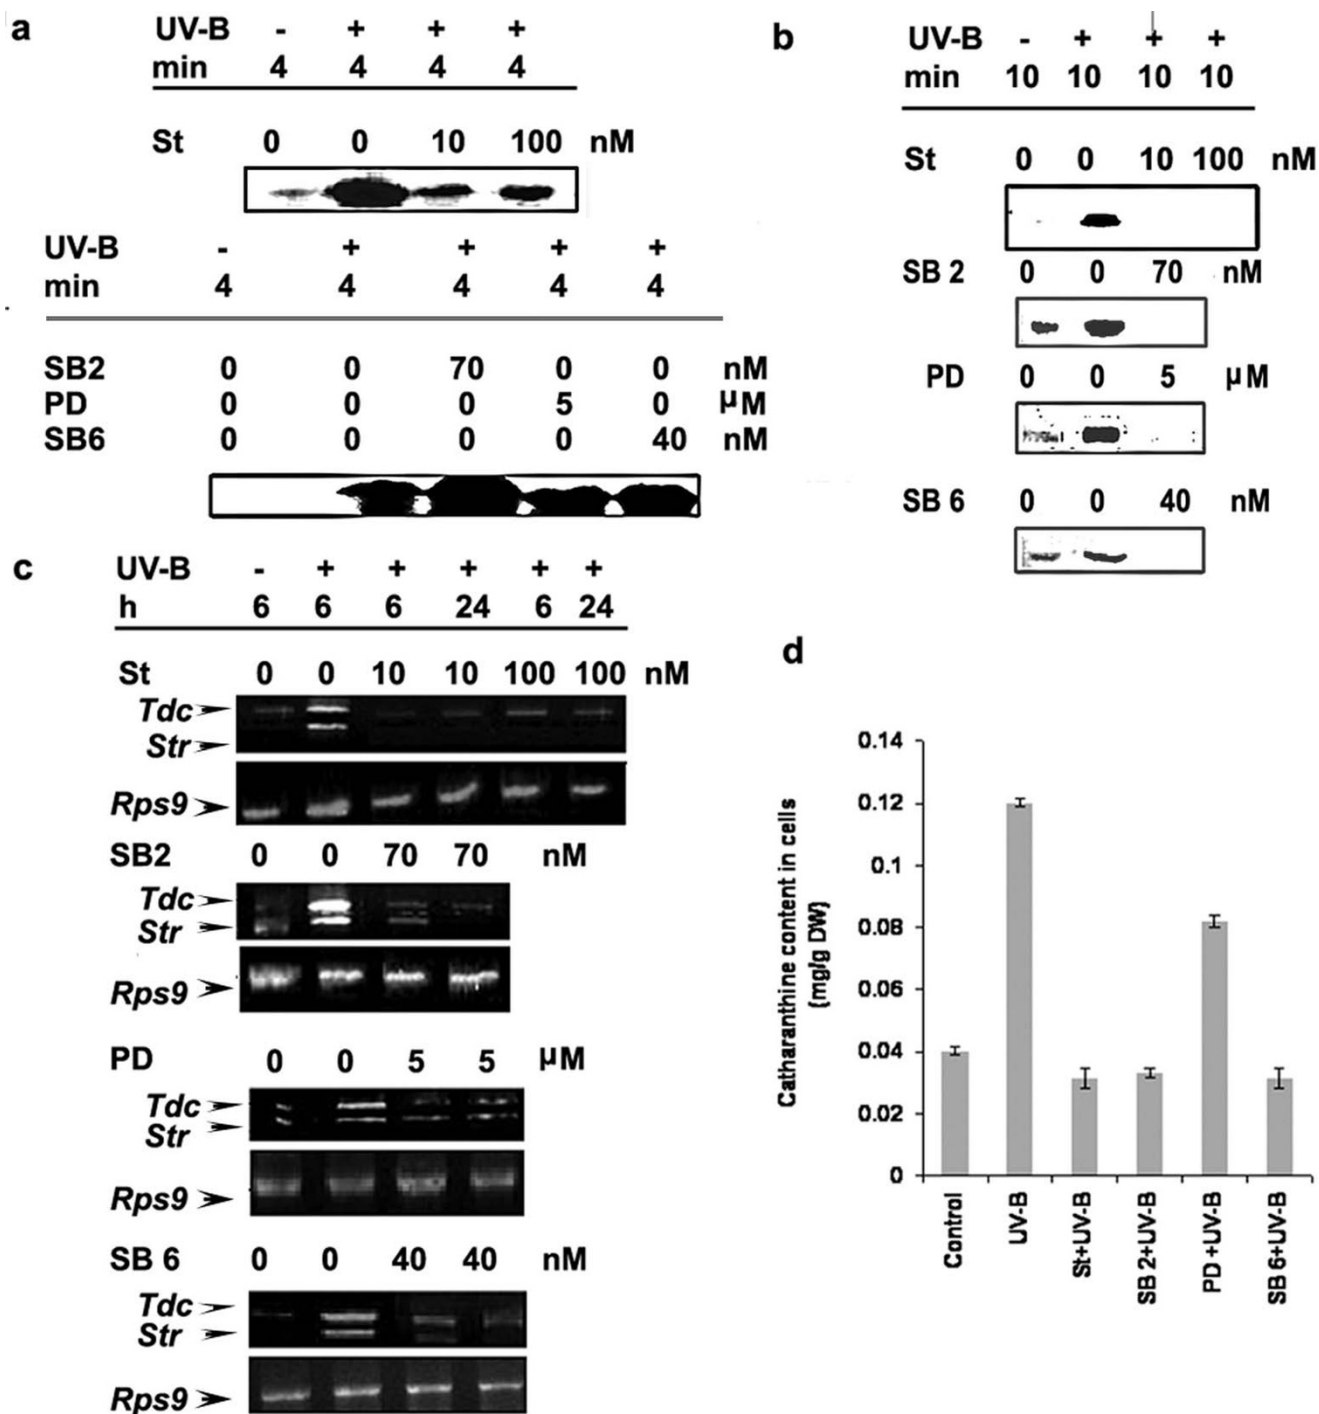 a
UV-B - + + +
min 4 4 4 4
St 0 0 10 100 nM
UV-B - + + + +
min 4 4 4 4 4
SB2 0 0 70 0 0 nM
PD 0 0 0 5 0 µM
SB6 0 0 0 0 40 nM
b
UV-B - + + +
min 10 10 10 10
St 0 0 10 100 nM
SB 2 0 0 70 nM
PD 0 0 5 µM
SB 6 0 0 40 nM
c
UV-B - + + + + +
h 6 6 6 24 6 24
St 0 0 10 10 100 100 nM
Tdc
Str
Rps9
SB2 0 0 70 70 nM
Tdc
Str
Rps9
PD 0 0 5 5 µM
Tdc
Str
Rps9
SB 6 0 0 40 40 nM
Tdc
Str
Rps9
d
Catharanthine content in cells
(mg/g DW)
0.14
0.12
0.1
0.08
0.06
0.04
0.02
0
Control
UV-B
St+UV-B
SB 2+UV-B
PD +UV-B
SB 6+UV-B